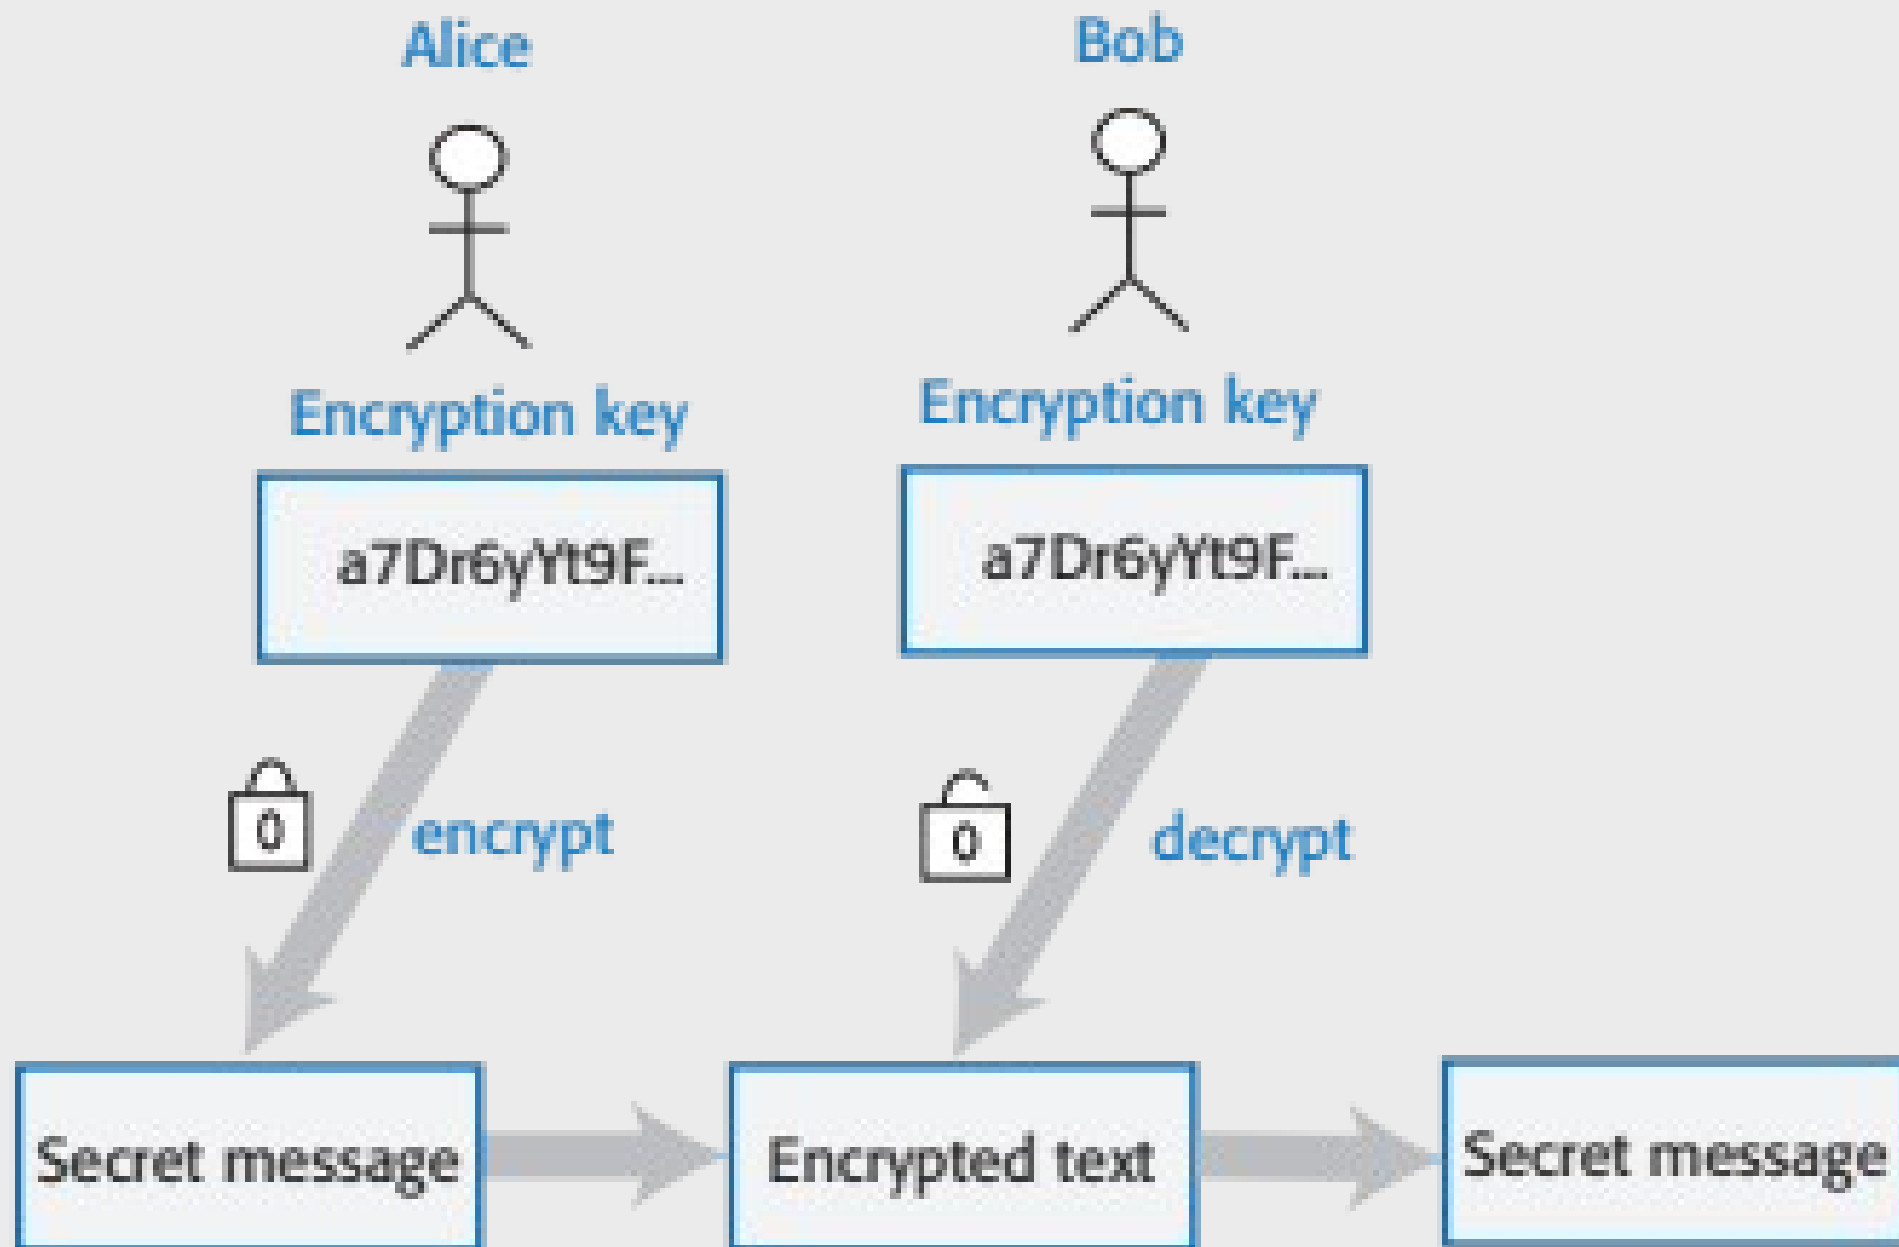 Alice
Bob
Encryption key
Encryption key
a7Dr6yYt9F...
a7Dr6yYt9F...
0
encrypt
0
decrypt
Secret message
Encrypted text
Secret message